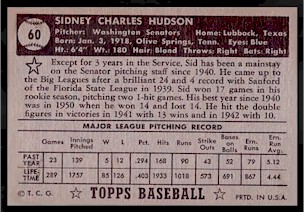 60
SIDNEY CHARLES HUDSON
Pitcher: Washington Senators Home: Lubbock, Texas
Born: Jan. 3, 1918, Olive Springs, Tenn. Eyes: Blue
Ht.: 6'4" Wt.: 180 Hair: Blond Throws: Right Bats: Right
Except for 3 years in the Service, Sid has been a mainstay
on the Senator pitching staff since 1940. He came up to
the Big Leagues after a brilliant 24 and 4 record with Sanford
of the Florida State League in 1939. Sid won 17 games in his
rookie season, pitching two 1-hit games. His best year since 1940
was in 1950 when he won 14 and lost 14. He hit the double
figures in victories in 1941 with 13 wins and in 1942 with 10.
MAJOR LEAGUE PITCHING RECORD
Games Innings Pitched W L Pct. Hits Runs Strike Outs Bases on Balls Ern. Runs Ern. Avg.
PAST YEAR 23 139 5 12 .294 168 90 43 52 79 5.12
LIFE-TIME 289 1757 85 126 .403 1933 1018 573 660 867 4.44
© T. C. G. TOPPS BASEBALL PRTD. IN U.S.A.